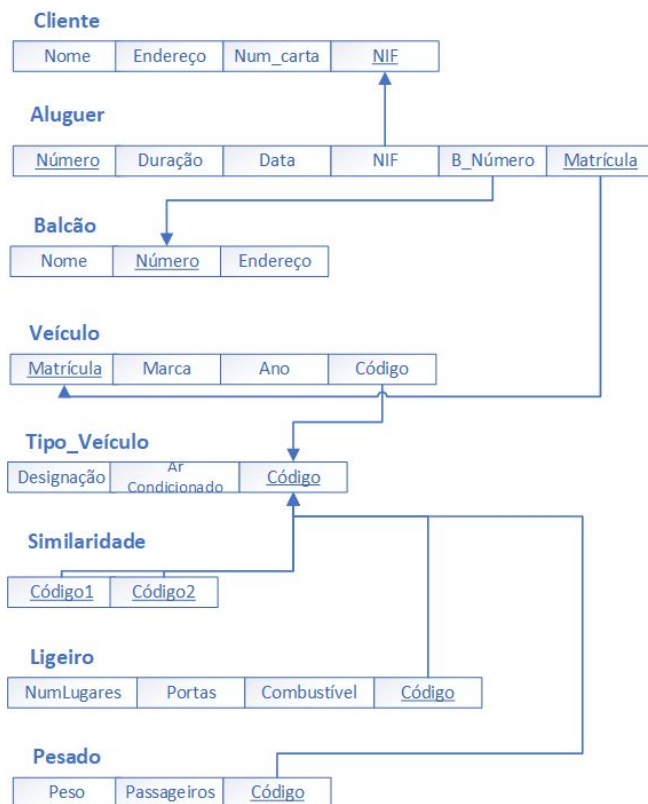 Cliente
Nome Endereço Num_carta NIF
Aluguer
Número Duração Data NIF B_Número Matrícula
Balcão
Nome Número Endereço
Veículo
Matrícula Marca Ano Código
Tipo_Veículo
Designação Ar Condicionado Código
Similaridade
Código1 Código2
Ligeiro
NumLugares Portas Combustível Código
Pesado
Peso Passageiros Código